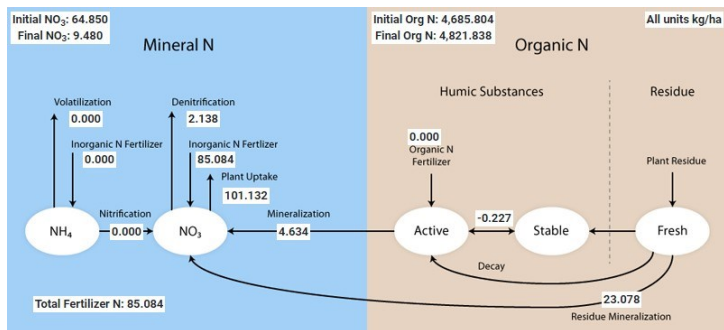 Initial NO₃: 64.850
Final NO₃: 9.480
Mineral N
Initial Org N: 4,685.804
Final Org N: 4,821.838
All units kg/ha
Organic N
Humic Substances
Residue
Volatilization
0.000
Denitrification
2.138
Inorganic N Fertilizer
0.000
Inorganic N Fertlizer
85.084
Plant Uptake
101.132
0.000
Organic N
Fertilizer
Plant Residue
NH₄
Nitrification
0.000
NO₃
Mineralization
4.634
Active
-0.227
Stable
Fresh
Decay
23.078
Residue Mineralization
Total Fertilizer N: 85.084